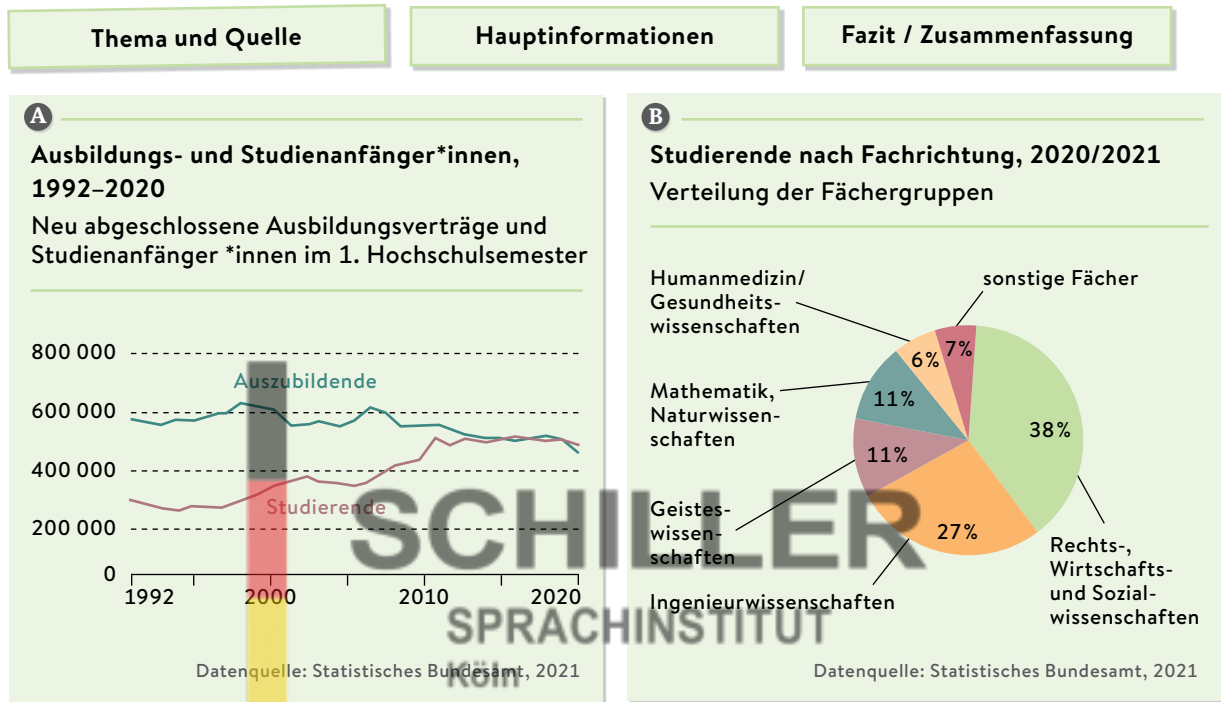 Thema und Quelle
Hauptinformationen
Fazit / Zusammenfassung
A
Ausbildungs- und Studienanfänger*innen,
1992–2020
Neu abgeschlossene Ausbildungsverträge und
Studienanfänger *innen im 1. Hochschulsemester
800 000
Auszubildende
600 000
400 000
Studierende
200 000
0
1992
2000
2010
2020
Datenquelle: Statistisches Bundesamt, 2021
B
Studierende nach Fachrichtung, 2020/2021
Verteilung der Fächergruppen
Humanmedizin/
Gesundheits-
wissenschaften
sonstige Fächer
Mathematik,
Naturwissen-
schaften
Geistes-
wissen-
schaften
Ingenieurwissenschaften
Rechts-,
Wirtschafts-
und Sozial-
wissenschaften
7%
6%
11%
11%
27%
38%
Datenquelle: Statistisches Bundesamt, 2021
SCHILLER
SPRACHINSTITUT
Köln